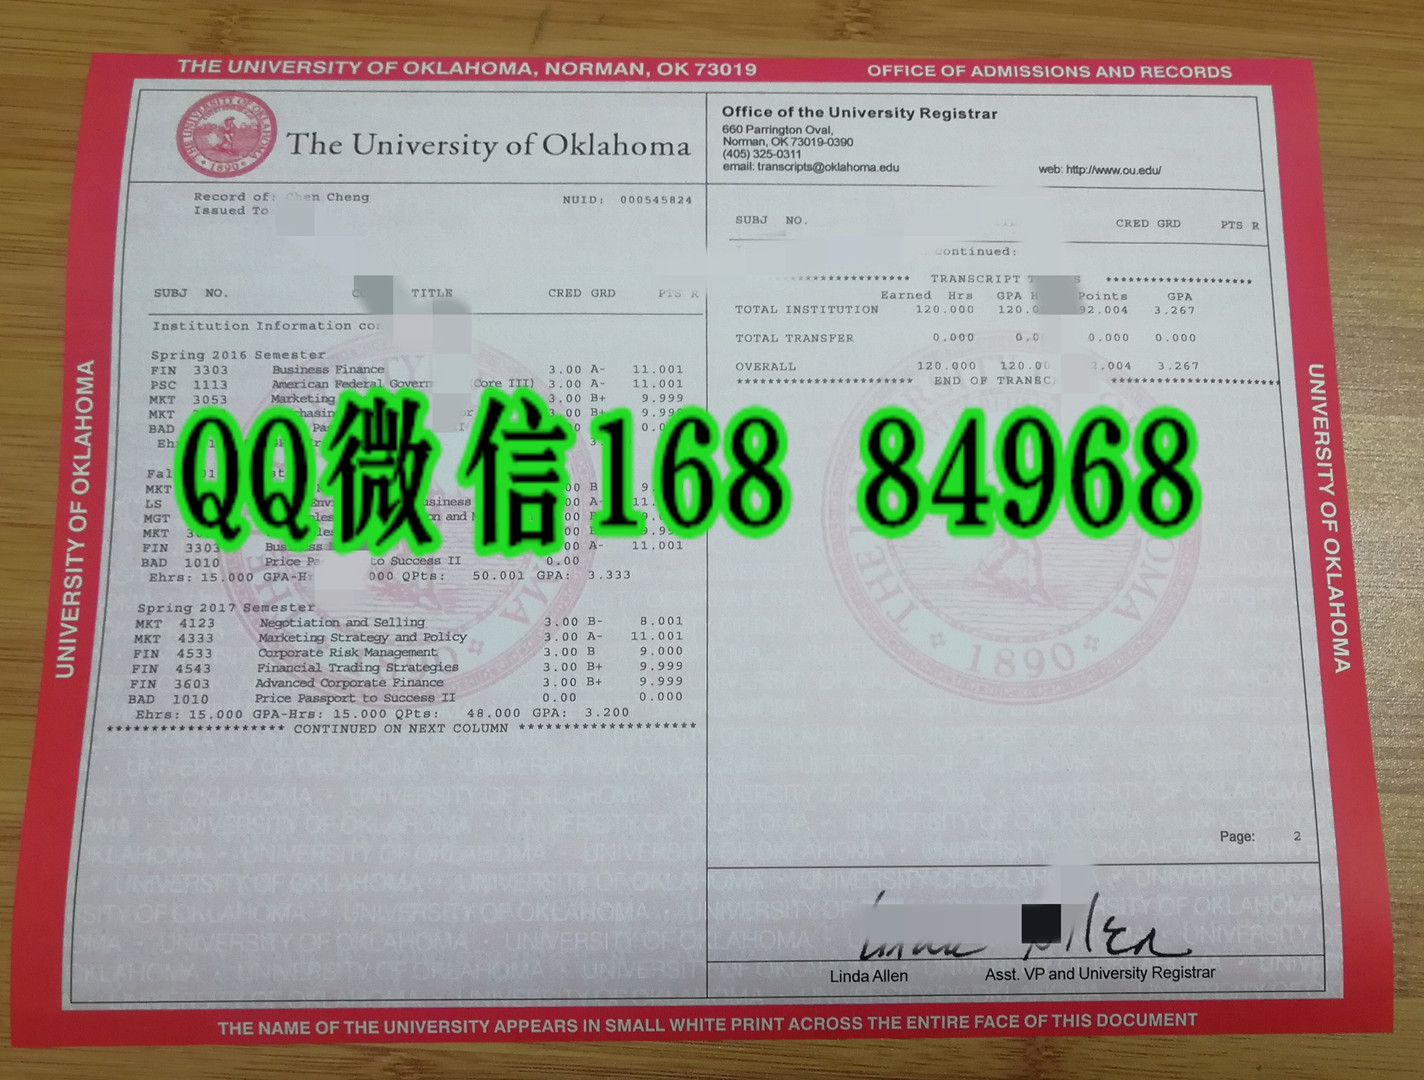 THE UNIVERSITY OF OKLAHOMA, NORMAN, OK 73019
OFFICE OF ADMISSIONS AND RECORDS
The University of Oklahoma
Office of the University Registrar
660 Parrington Oval,
Norman, OK 73019-0390
(405) 325-0311
email: transcripts@oklahoma.edu
web: http://www.ou.edu/
Record of: Chen Cheng
NUID: 000545824
Issued To
SUBJ NO. TITLE CRED GRD PTS R
Institution Information
Spring 2016 Semester
FIN 3303 Business Finance 3.00 A- 11.001
PSC 1113 American Federal Core III) 3.00 A- 11.001
MKT 3053 Marketing 3.00 B+ 9.999
MKT B+
BAD
QQ微信168 84968
LS
MGT
MKT
FIN 3303 A- 11.001
BAD 1010 Price to Success II 0.00
Ehrs: 15.000 QPts: 50.001 GPA: 3.333
Spring 2017 Semester
MKT 4123 Negotiation and Selling 3.00 B- 8.001
MKT 4333 Marketing Strategy and Policy 3.00 A- 11.001
FIN 4533 Corporate Risk Management 3.00 B 9.000
FIN 4543 Financial Trading Strategies 3.00 B+ 9.999
FIN 3603 Advanced Corporate Finance 3.00 B+ 9.999
BAD 1010 Price Passport to Success II 0.00 0.000
Ehrs: 15.000 GPA-Hrs: 15.000 QPts: 48.000 GPA: 3.200
******************** CONTINUED ON NEXT COLUMN ********************
SUBJ NO. CRED GRD PTS R
continued:
TRANSCRIPT
Earned Hrs GPA Points GPA
TOTAL INSTITUTION 120.000 3.267
TOTAL TRANSFER 0.000 0.000 0.000
OVERALL 120.000 3.267
END OF
Page: 2
Linda Allen
Linda Allen Asst. VP and University Registrar
UNIVERSITY OF OKLAHOMA
UNIVERSITY OF OKLAHOMA
THE NAME OF THE UNIVERSITY APPEARS IN SMALL WHITE PRINT ACROSS THE ENTIRE FACE OF THIS DOCUMENT